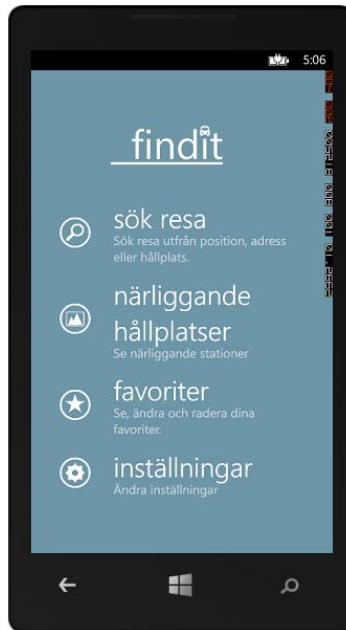 5:06
findit
sök resa
Sök resa utfrån position, adress
eller hållplats.
närliggande
hållplatser
Se närliggande stationer
favoriter
Se, ändra och radera dina
favoriter.
inställningar
Ändra inställningar